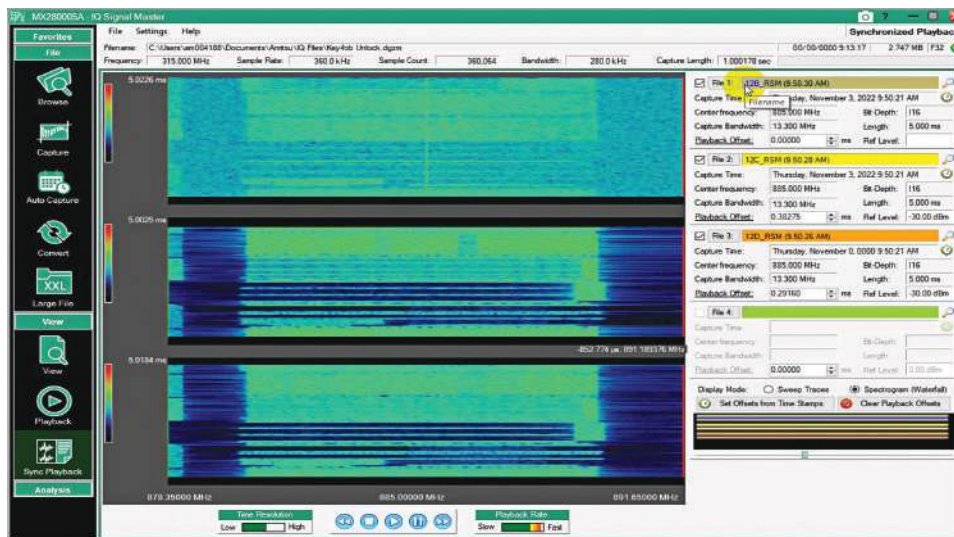 MX280005A - IQ Signal Master
Favorites
File
Browse
Capture
Auto Capture
Convert
XXL
Large File
View
View
Playback
Sync Playback
Analysis
File Settings Help
Synchronized Playbac
Filename: C:\Users\am004188\Documents\Anritsu\IQ Files\Key-fob Unlock.dgzm
00/00/0000 9:13:17 2.747 MB F32
Frequency: 315.000 MHz Sample Rate: 360.0 kHz Sample Count: 360,064 Bandwidth: 280.0 kHz Capture Length: 1.000178 sec
5.0226 ms
5.0025 ms
-852.774 µs, 891.189376 MHz
5.0184 ms
870.35000 MHz 885.00000 MHz 891.65000 MHz
Time Resolution
Low High
Playback Rate
Slow Fast
File 1: 12B_RSM (9:50:30 AM)
Filename
Capture Time: day, November 3, 2022 9:50:21 AM
Center frequency: 885.000 MHz Bit-Depth: I16
Capture Bandwidth: 13.300 MHz Length: 5.000 ms
Playback Offset: 0.00000 ms Ref Level:
File 2: 12C_RSM (9:50:28 AM)
Capture Time: Thursday, November 3, 2022 9:50:21 AM
Center frequency: 885.000 MHz Bit-Depth: I16
Capture Bandwidth: 13.300 MHz Length: 5.000 ms
Playback Offset: 0.38275 ms Ref Level: -30.00 dBm
File 3: 12D_RSM (9:50:26 AM)
Capture Time: Thursday, November 0, 0000 9:50:21 AM
Center frequency: 885.000 MHz Bit-Depth: I16
Capture Bandwidth: 13.300 MHz Length: 5.000 ms
Playback Offset: 0.29160 ms Ref Level: -30.00 dBm
File 4:
Capture Time:
Center frequency: Bit-Depth:
Capture Bandwidth: Length:
Playback Offset: 0.00000 ms Ref Level: 0.00 dBm
Display Mode: Sweep Traces Spectrogram (Waterfall)
Set Offsets from Time Stamps Clear Playback Offsets